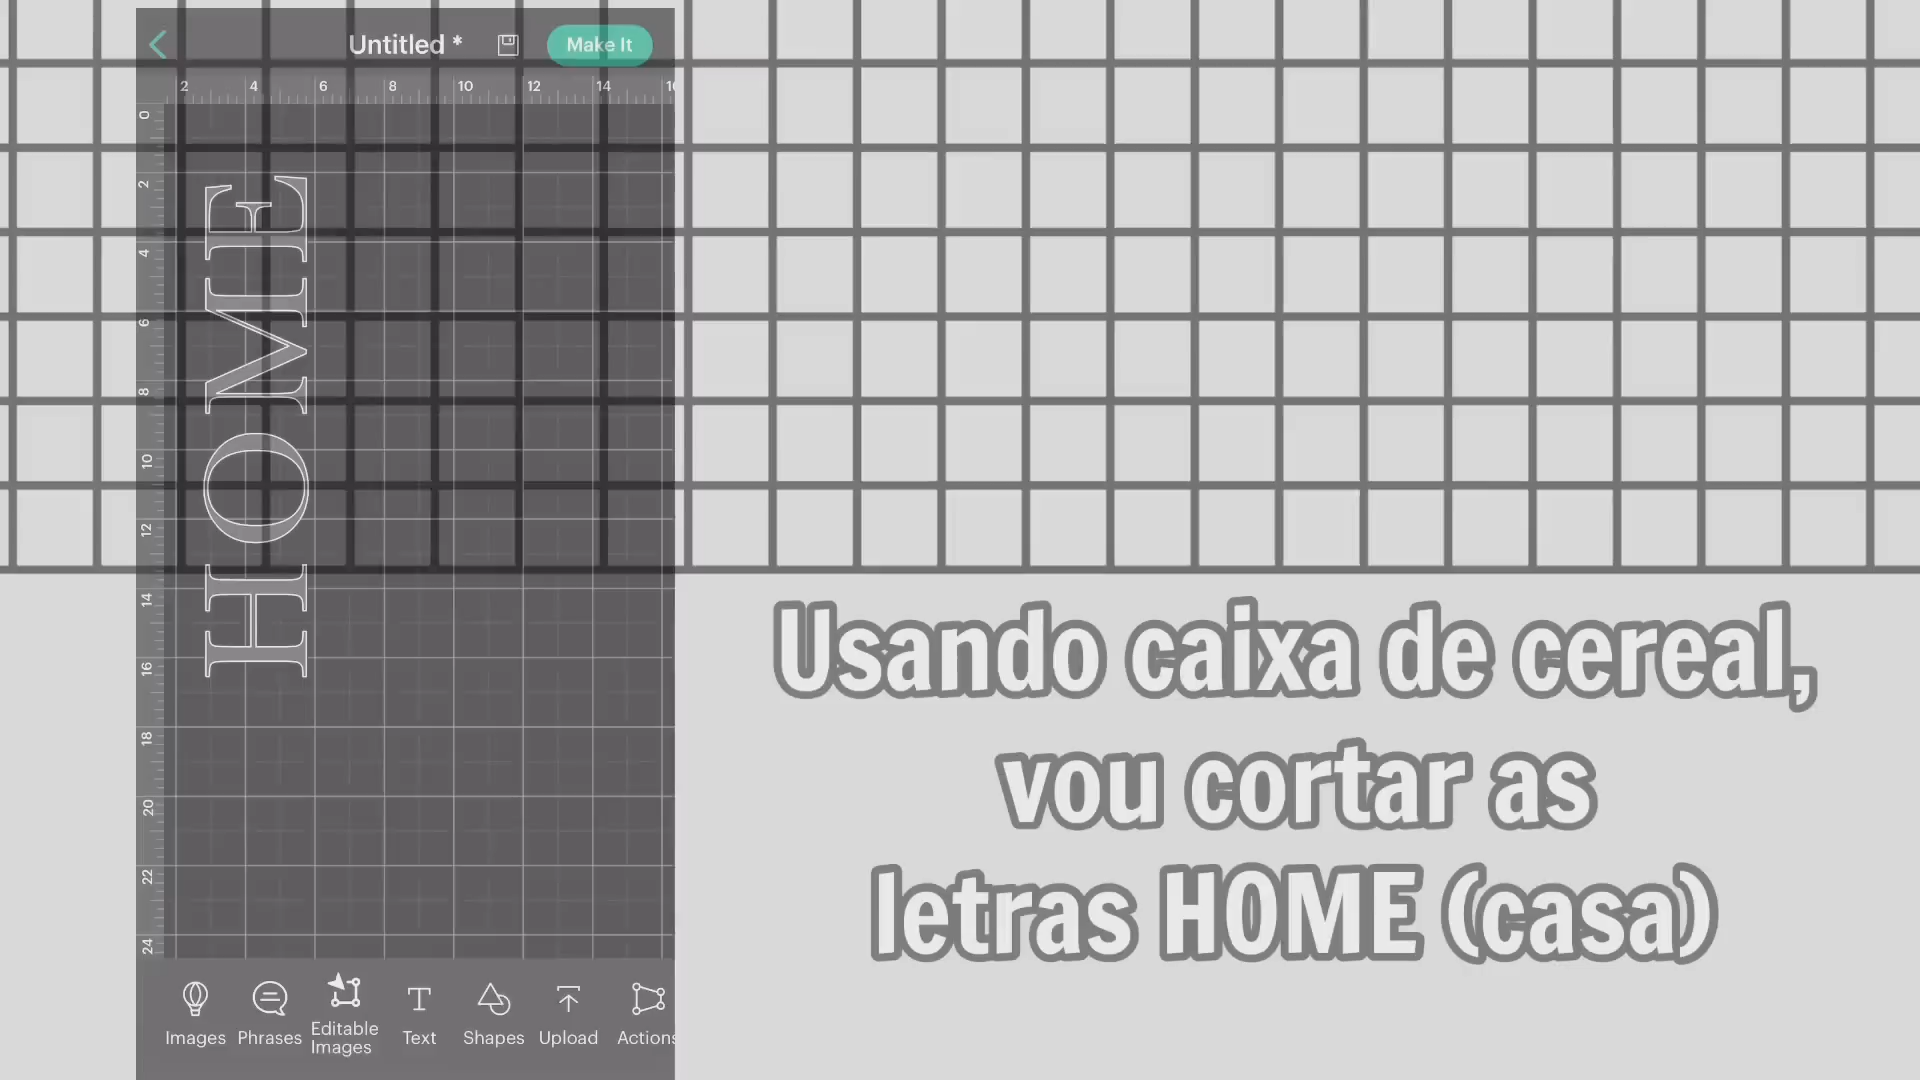 Untitled *
Make It
2 4 6 8 10 12 14
0
2
4
6
8
10
12
14
16
18
20
22
24
HOME
Images
Phrases
Editable
Images
Text
Shapes
Upload
Actions
Usando caixa de cereal,
vou cortar as
letras HOME (casa)